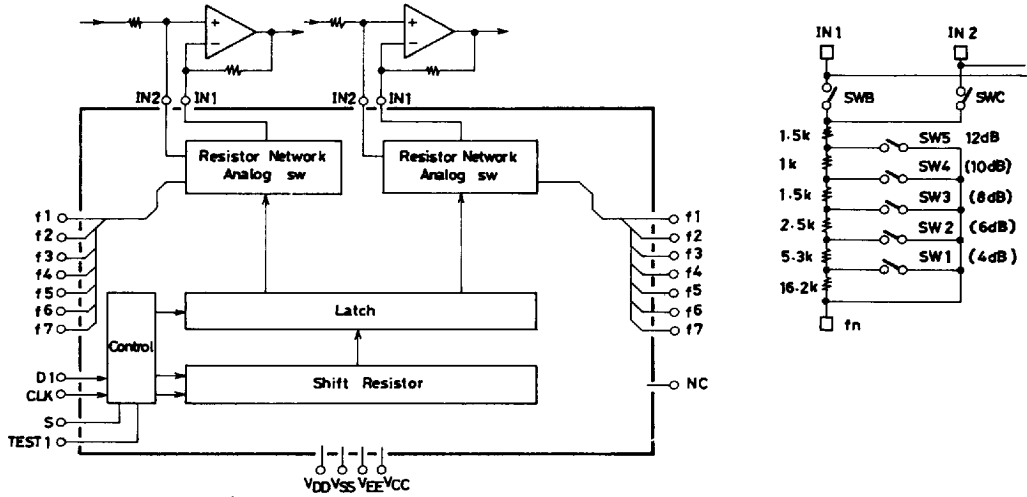 +
−
+
−
IN2
IN1
IN2
IN1
Resistor Network
Analog sw
Resistor Network
Analog sw
f1
f2
f3
f4
f5
f6
f7
f1
f2
f3
f4
f5
f6
f7
Latch
Control
Shift Resistor
D1
CLK
S
TEST1
NC
VDD VSS VEE VCC
IN1
IN2
SWB
SWC
1.5k
SW5 12dB
1k
SW4 (10dB)
1.5k
SW3 (8dB)
2.5k
SW2 (6dB)
5.3k
SW1 (4dB)
16.2k
fn